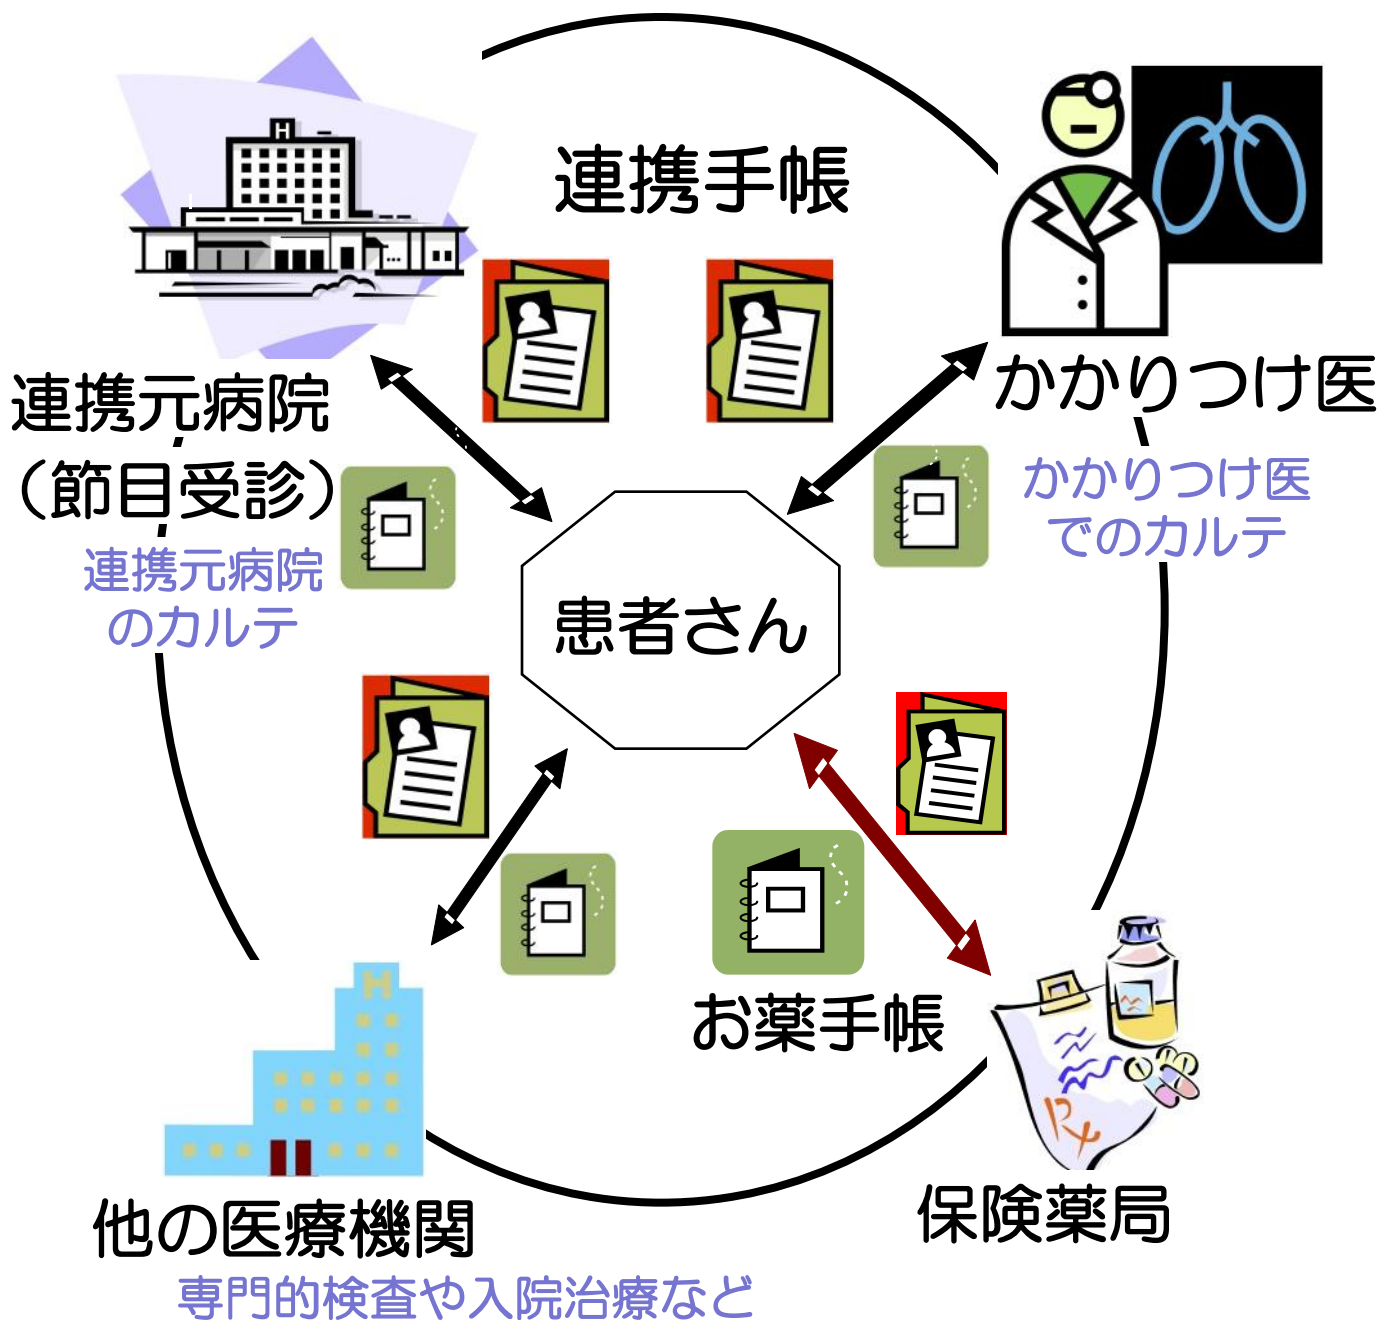 連携手帳
連携元病院
（節目受診）
連携元病院
のカルテ
かかりつけ医
かかりつけ医
でのカルテ
患者さん
お薬手帳
H
H
Rx
他の医療機関
専門的検査や入院治療など
保険薬局